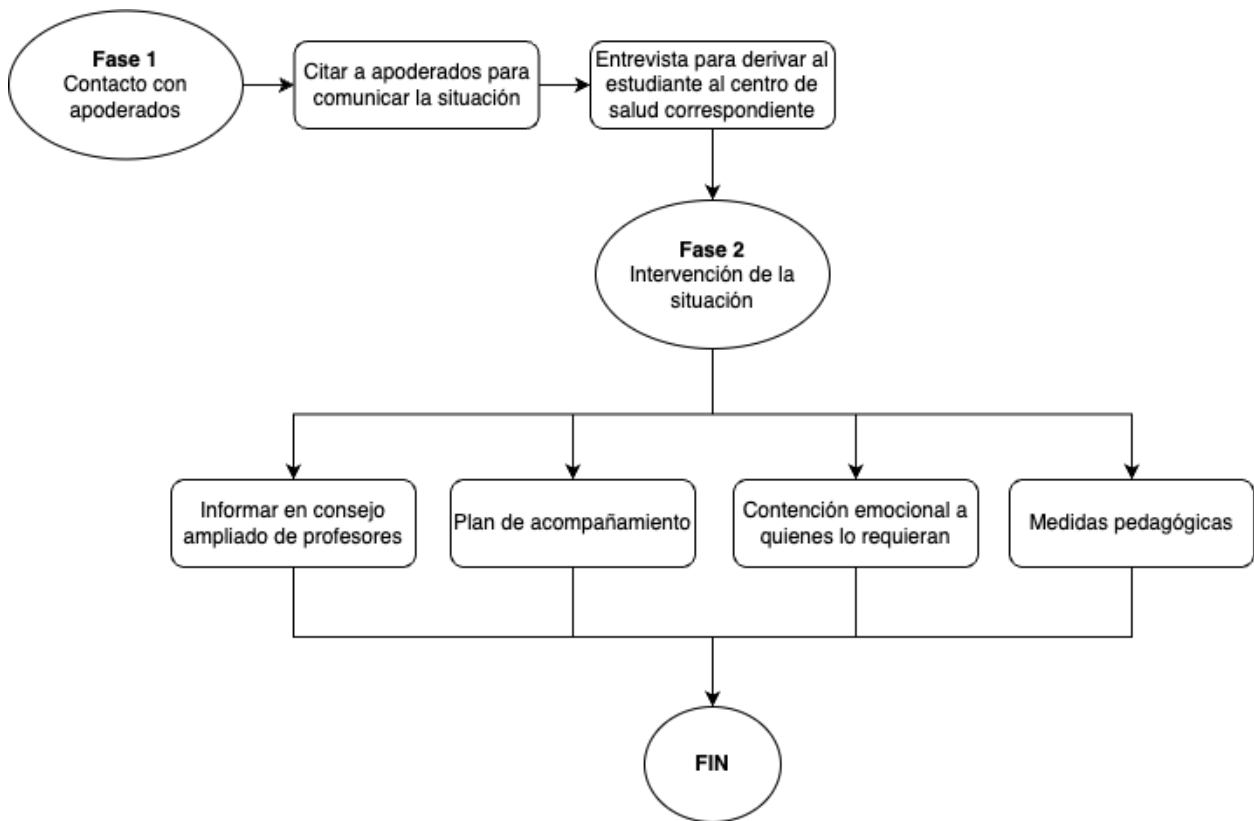 Fase 1
Contacto con
apoderados
Citar a apoderados para
comunicar la situación
Entrevista para derivar al
estudiante al centro de
salud correspondiente
Fase 2
Intervención de la
situación
Informar en consejo
ampliado de profesores
Plan de acompañamiento
Contención emocional a
quienes lo requieran
Medidas pedagógicas
FIN